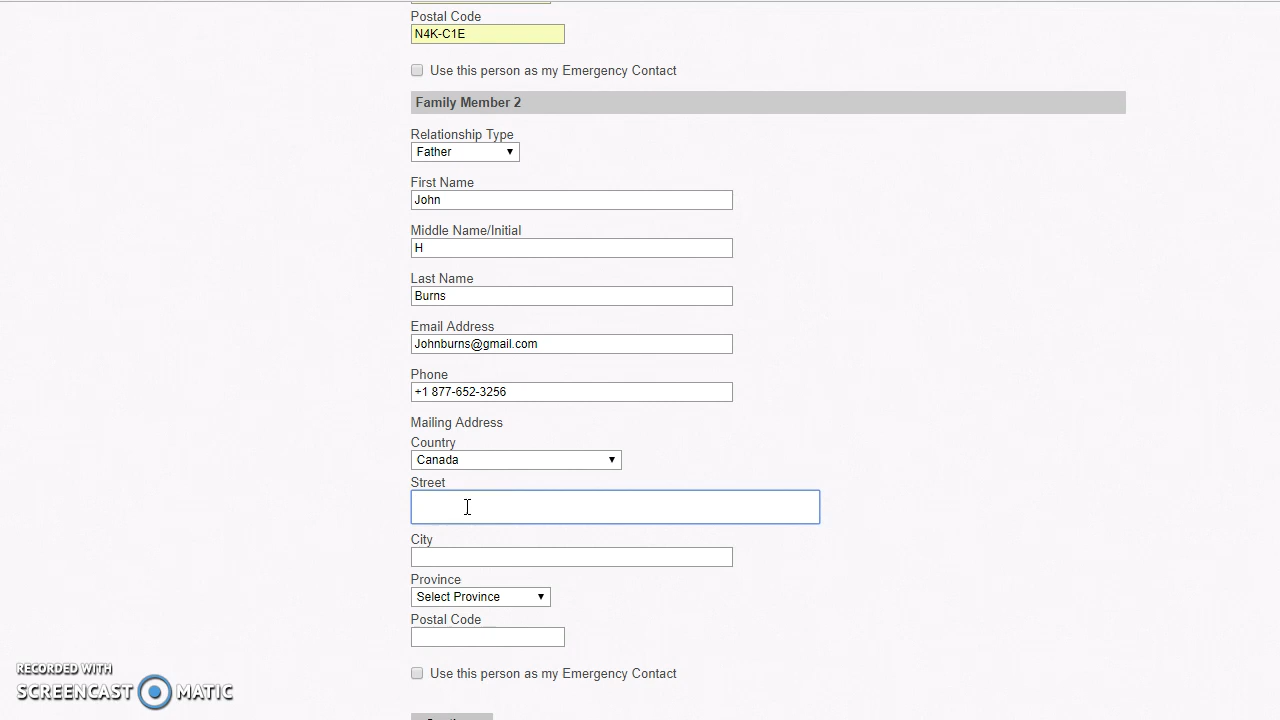 Postal Code
N4K-C1E
Use this person as my Emergency Contact
Family Member 2
Relationship Type
Father
First Name
John
Middle Name/Initial
H
Last Name
Burns
Email Address
Johnburns@gmail.com
Phone
+1 877-652-3256
Mailing Address
Country
Canada
Street
City
Province
Select Province
Postal Code
Use this person as my Emergency Contact
RECORDED WITH
SCREENCAST MATIC